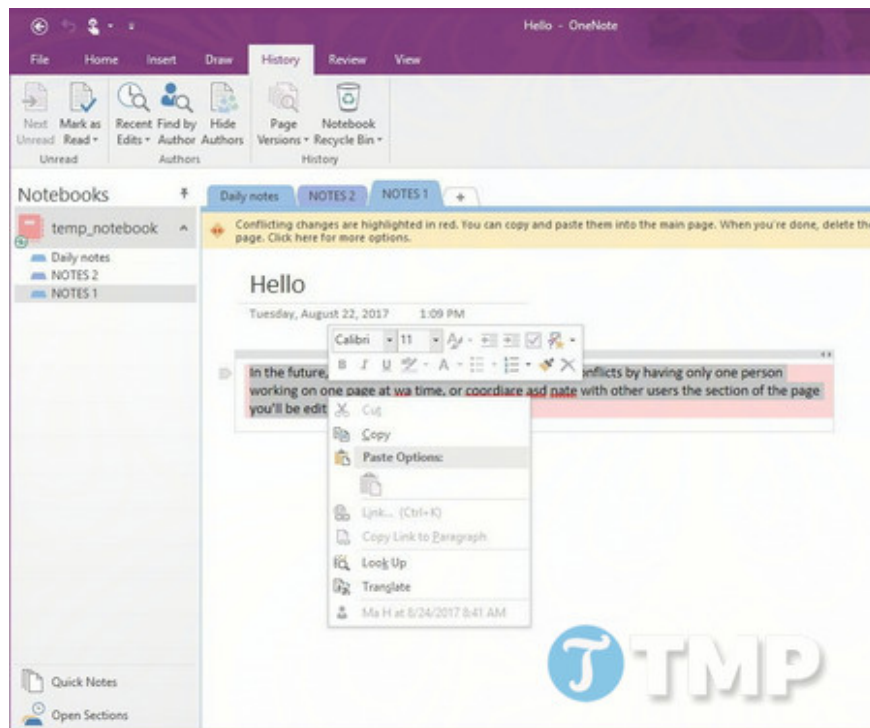 Hello - OneNote
File Home Insert Draw History Review View
Next Unread
Mark as Read
Recent Edits
Find by Author
Hide Authors
Page Versions
Notebook Recycle Bin
Unread Authors History
Notebooks
Daily notes NOTES 2 NOTES 1 +
temp_notebook
Conflicting changes are highlighted in red. You can copy and paste them into the main page. When you're done, delete the
page. Click here for more options.
Daily notes
NOTES 2
NOTES 1
Hello
Tuesday, August 22, 2017 1:09 PM
Calibri 11
B I U A
In the future, nflicts by having only one person
working on one page at wa time, or coordiace asd nate with other users the section of the page
you'll be edit
Cut
Copy
Paste Options:
Link... (Ctrl+K)
Copy Link to Paragraph
Look Up
Translate
Ma H at 8/24/2017 8:41 AM
Quick Notes
Open Sections
T TMP